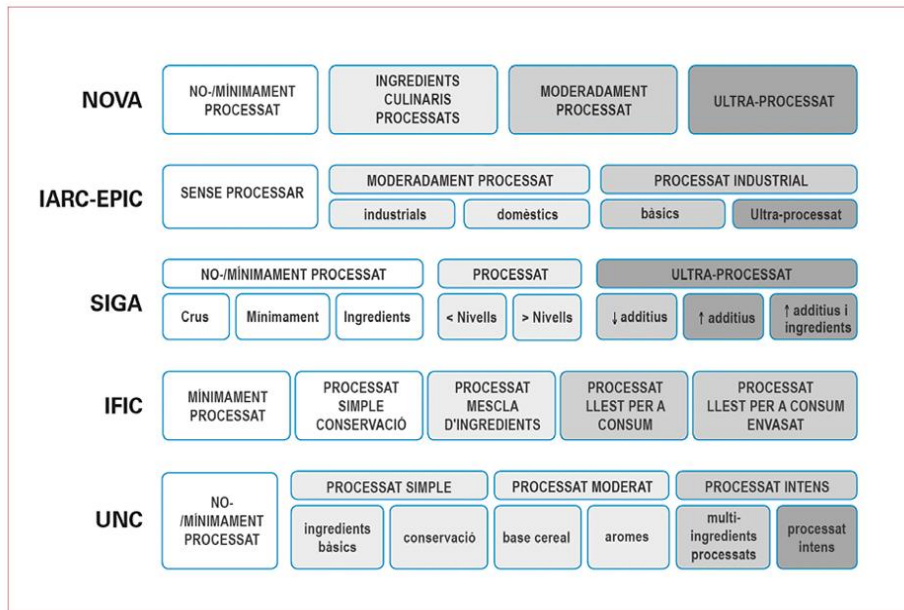 NOVA
NO-/MÍNIMAMENT
PROCESSAT
INGREDIENTS
CULINARIS
PROCESSATS
MODERADAMENT
PROCESSAT
ULTRA-PROCESSAT
IARC-EPIC
SENSE PROCESSAR
MODERADAMENT PROCESSAT
industrials
domèstics
PROCESSAT INDUSTRIAL
bàsics
Ultra-processat
SIGA
NO-/MÍNIMAMENT PROCESSAT
Crus
Mínimament
Ingredients
PROCESSAT
< Nivells
> Nivells
ULTRA-PROCESSAT
↓ additius
↑ additius
↑ additius i
ingredients
IFIC
MÍNIMAMENT
PROCESSAT
PROCESSAT
SIMPLE
CONSERVACIÓ
PROCESSAT
MESCLA
D'INGREDIENTS
PROCESSAT
LLEST PER A
CONSUM
PROCESSAT
LLEST PER A CONSUM
ENVASAT
UNC
NO-
/MÍNIMAMENT
PROCESSAT
PROCESSAT SIMPLE
ingredients
bàsics
conservació
PROCESSAT MODERAT
base cereal
aromes
PROCESSAT INTENS
multi-
ingredients
processats
processat
intens